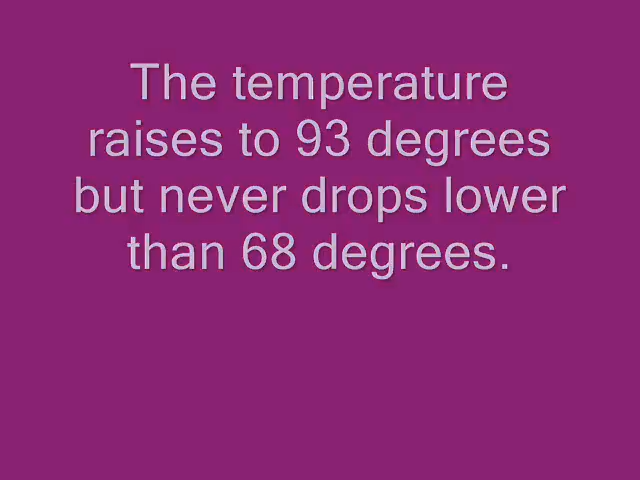 The temperature
raises to 93 degrees
but never drops lower
than 68 degrees.